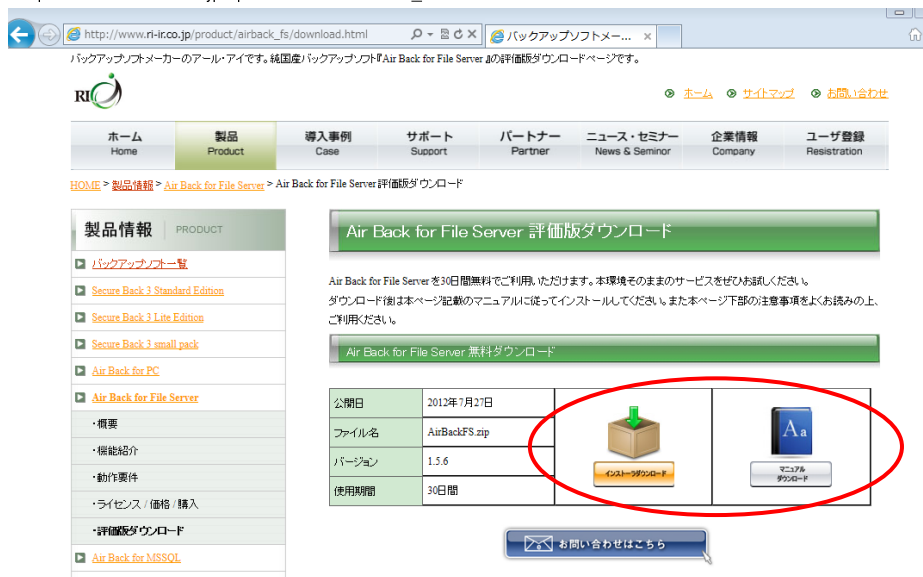 http://www.ri-ir.co.jp/product/airback_fs/download.html
バックアップソフトメー...
バックアップソフトメーカーのアール・アイです。純国産バックアップソフト『Air Back for File Server』の評価版ダウンロードページです。
RI
ホーム
サイトマップ
お問い合わせ
ホーム
Home
製品
Product
導入事例
Case
サポート
Support
パートナー
Partner
ニュース・セミナー
News & Seminor
企業情報
Company
ユーザ登録
Resistration
HOME > 製品情報 > Air Back for File Server > Air Back for File Server評価版ダウンロード
製品情報 PRODUCT
バックアップソフト一覧
Secure Back 3 Standard Edition
Secure Back 3 Lite Edition
Secure Back 3 small pack
Air Back for PC
Air Back for File Server
・概要
・機能紹介
・動作要件
・ライセンス / 価格 / 購入
・評価版ダウンロード
Air Back for MSSQL
Air Back for File Server 評価版ダウンロード
Air Back for File Server を30日間無料でご利用いただけます。本環境そのままのサービスをぜひお試しください。
ダウンロード後は本ページ記載のマニュアルに従ってインストールしてください。また本ページ下部の注意事項をよくお読みの上、
ご利用ください。
Air Back for File Server 無料ダウンロード
公開日 2012年7月27日
ファイル名 AirBackFS.zip
バージョン 1.5.6
使用期間 30日間
インストーラダウンロード
Aa
マニュアル
ダウンロード
お問い合わせはこちら